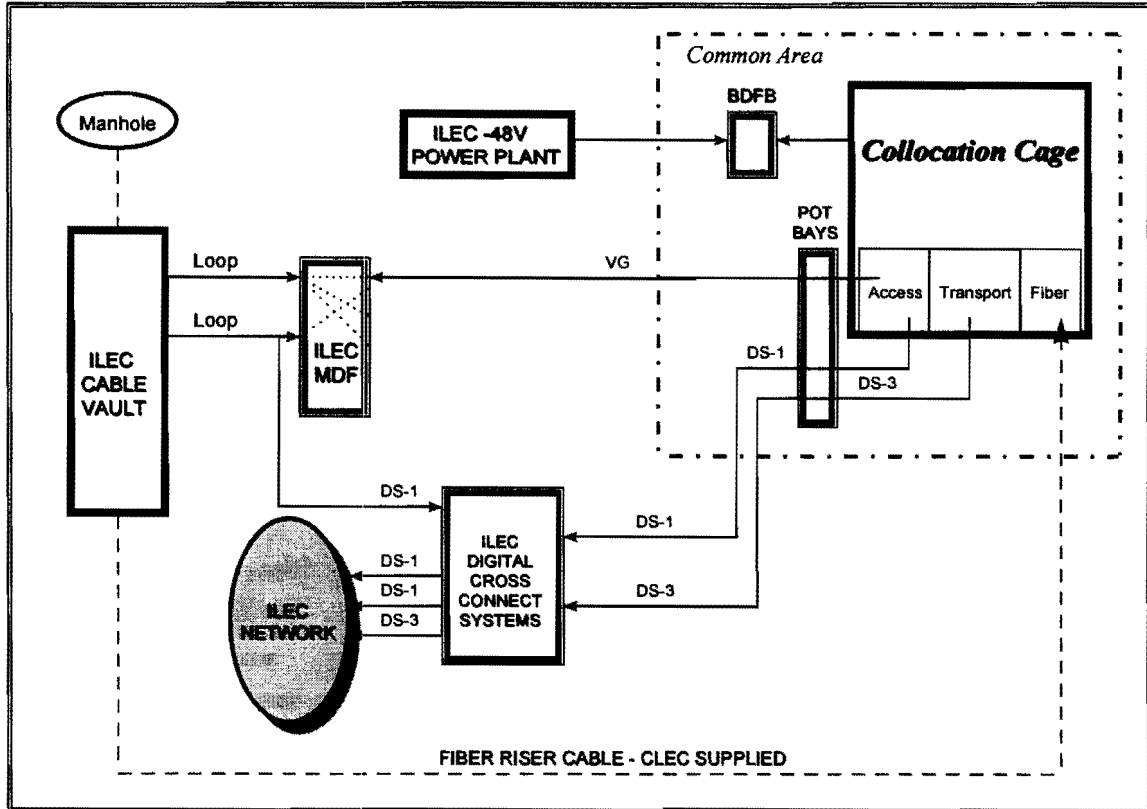 Common Area
Manhole
BDFB
ILEC -48V
POWER PLANT
Collocation Cage
POT
BAYS
Loop
VG
Access
Transport
Fiber
Loop
ILEC
MDF
ILEC
CABLE
VAULT
DS-1
DS-3
DS-1
DS-1
ILEC
DIGITAL
CROSS
CONNECT
SYSTEMS
DS-1
DS-1
DS-3
DS-3
ILEC
NETWORK
FIBER RISER CABLE - CLEC SUPPLIED